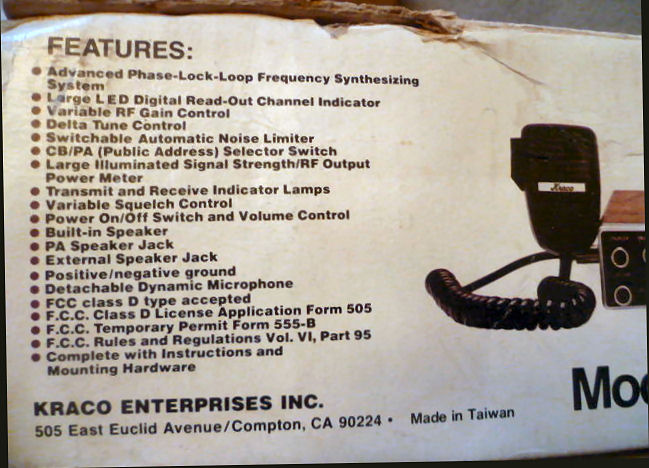 FEATURES:
• Advanced Phase-Lock-Loop Frequency Synthesizing
System
• Large LED Digital Read-Out Channel Indicator
• Variable RF Gain Control
• Delta Tune Control
• Switchable Automatic Noise Limiter
• CB/PA (Public Address) Selector Switch
• Large Illuminated Signal Strength/RF Output
Power Meter
• Transmit and Receive Indicator Lamps
• Variable Squelch Control
• Power On/Off Switch and Volume Control
• Built-in Speaker
• PA Speaker Jack
• External Speaker Jack
• Positive/negative ground
• Detachable Dynamic Microphone
• FCC class D type accepted
• F.C.C. Class D License Application Form 505
• F.C.C. Temporary Permit Form 555-B
• F.C.C. Rules and Regulations Vol. VI, Part 95
• Complete with Instructions and
Mounting Hardware
Kraco
KRACO ENTERPRISES INC.
505 East Euclid Avenue/Compton, CA 90224 • Made in Taiwan